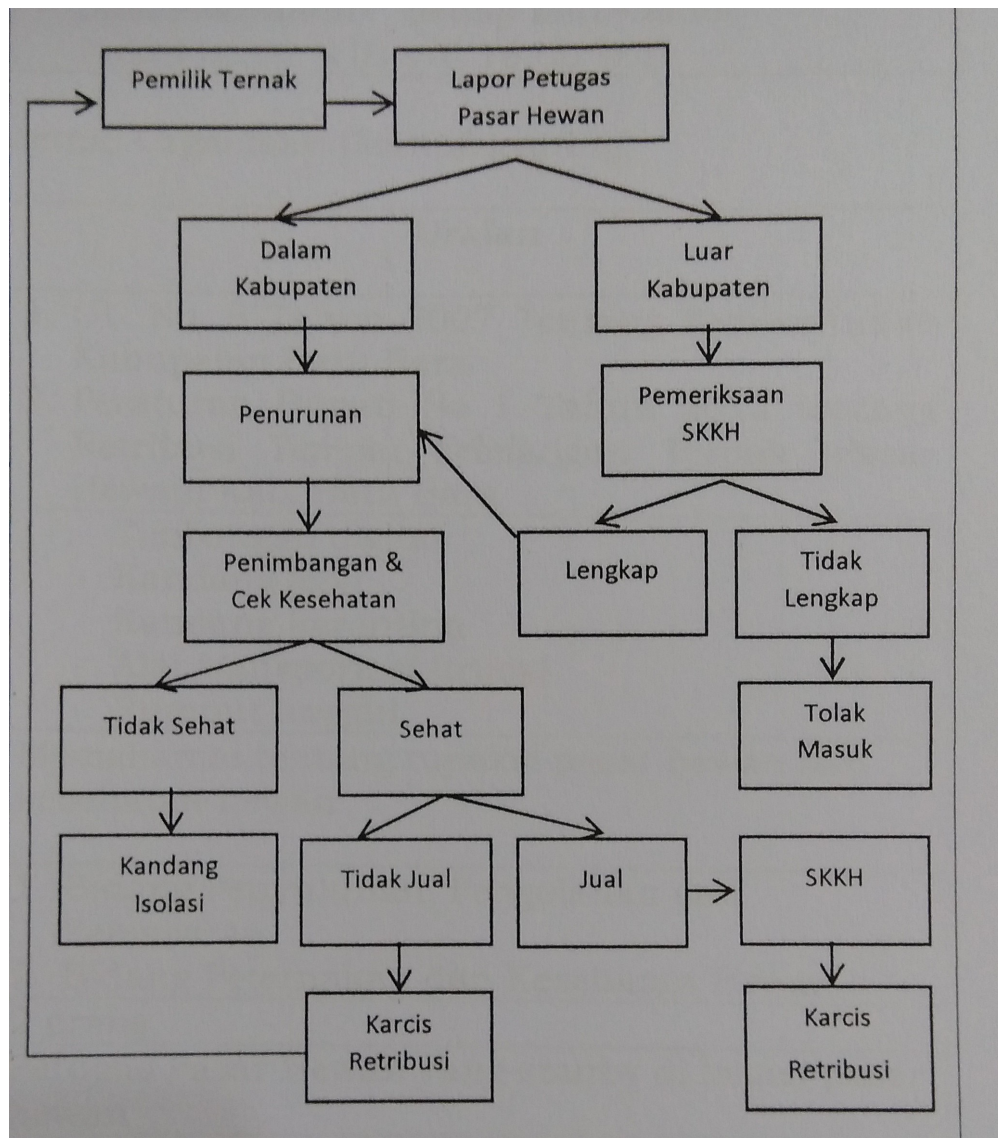 Pemilik Ternak
Lapor Petugas
Pasar Hewan
Dalam
Kabupaten
Luar
Kabupaten
Penurunan
Pemeriksaan
SKKH
Penimbangan &
Cek Kesehatan
Lengkap
Tidak
Lengkap
Tidak Sehat
Sehat
Tolak
Masuk
Kandang
Isolasi
Tidak Jual
Jual
SKKH
Karcis
Retribusi
Karcis
Retribusi